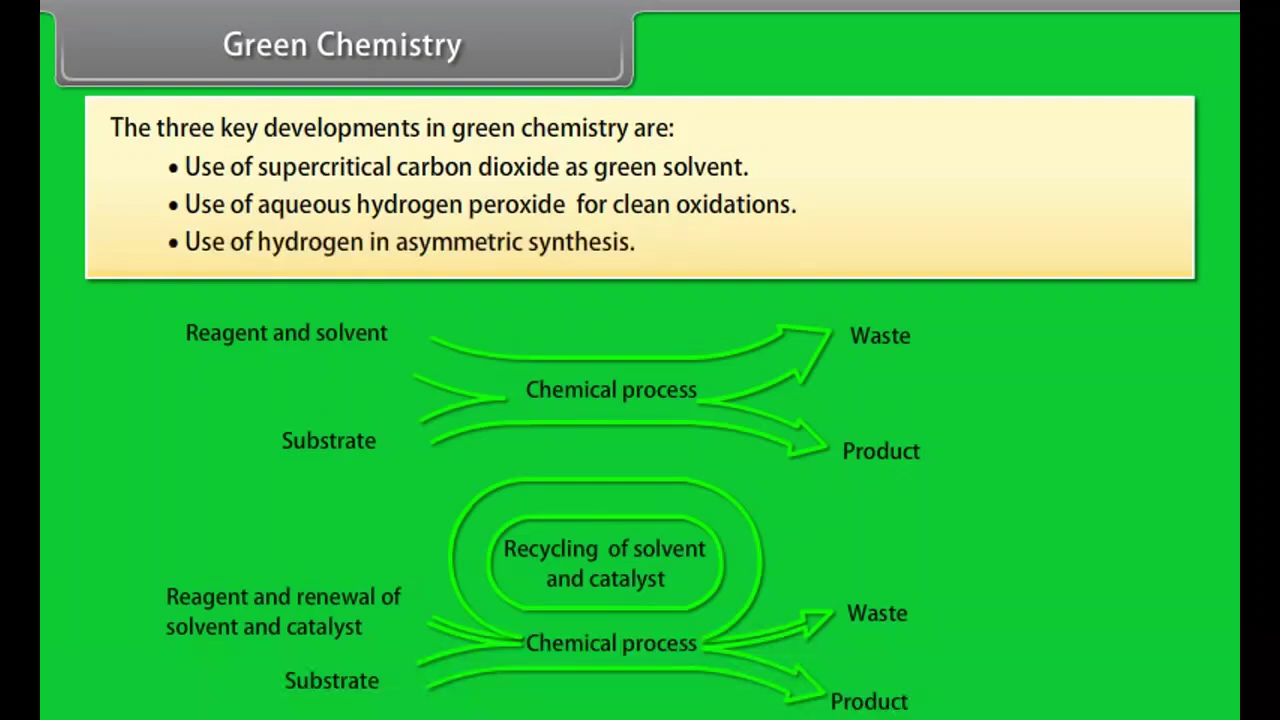 Green Chemistry
The three key developments in green chemistry are:
• Use of supercritical carbon dioxide as green solvent.
• Use of aqueous hydrogen peroxide for clean oxidations.
• Use of hydrogen in asymmetric synthesis.
Reagent and solvent
Waste
Chemical process
Substrate
Product
Recycling of solvent
and catalyst
Reagent and renewal of
solvent and catalyst
Waste
Chemical process
Substrate
Product